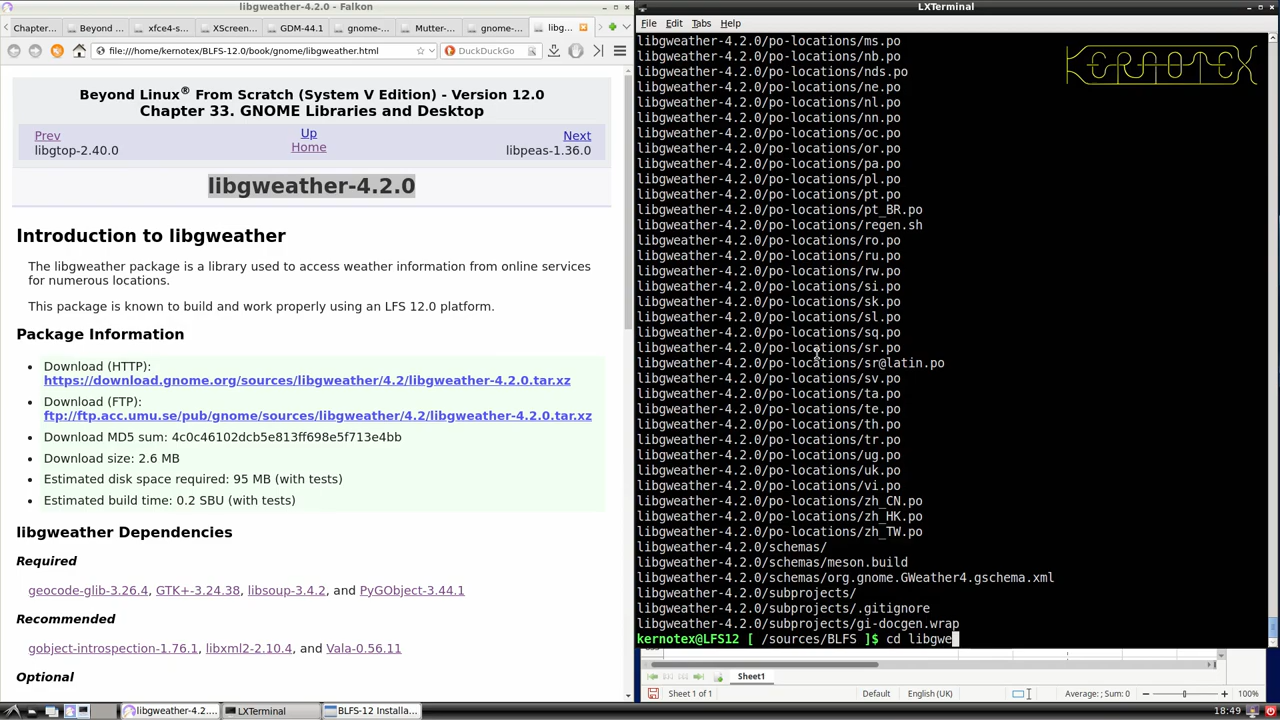 libgweather-4.2.0 - Falkon
Chapter...
Beyond ...
xfce4-s...
XScreen...
GDM-44.1
gnome-...
Mutter-...
gnome-...
libg...
file:///home/kernotex/BLFS-12.0/book/gnome/libgweather.html
DuckDuckGo
Beyond Linux® From Scratch (System V Edition) - Version 12.0
Chapter 33. GNOME Libraries and Desktop
Prev
Up
Next
libgtop-2.40.0
Home
libpeas-1.36.0
libgweather-4.2.0
Introduction to libgweather
The libgweather package is a library used to access weather information from online services
for numerous locations.
This package is known to build and work properly using an LFS 12.0 platform.
Package Information
Download (HTTP):
https://download.gnome.org/sources/libgweather/4.2/libgweather-4.2.0.tar.xz
Download (FTP):
ftp://ftp.acc.umu.se/pub/gnome/sources/libgweather/4.2/libgweather-4.2.0.tar.xz
Download MD5 sum: 4c0c46102dcb5e813ff698e5f713e4bb
Download size: 2.6 MB
Estimated disk space required: 95 MB (with tests)
Estimated build time: 0.2 SBU (with tests)
libgweather Dependencies
Required
geocode-glib-3.26.4, GTK+-3.24.38, libsoup-3.4.2, and PyGObject-3.44.1
Recommended
gobject-introspection-1.76.1, libxml2-2.10.4, and Vala-0.56.11
Optional
LXTerminal
File Edit Tabs Help
KERNOTEX
libgweather-4.2.0/po-locations/ms.po
libgweather-4.2.0/po-locations/nb.po
libgweather-4.2.0/po-locations/nds.po
libgweather-4.2.0/po-locations/ne.po
libgweather-4.2.0/po-locations/nl.po
libgweather-4.2.0/po-locations/nn.po
libgweather-4.2.0/po-locations/oc.po
libgweather-4.2.0/po-locations/or.po
libgweather-4.2.0/po-locations/pa.po
libgweather-4.2.0/po-locations/pl.po
libgweather-4.2.0/po-locations/pt.po
libgweather-4.2.0/po-locations/pt_BR.po
libgweather-4.2.0/po-locations/regen.sh
libgweather-4.2.0/po-locations/ro.po
libgweather-4.2.0/po-locations/ru.po
libgweather-4.2.0/po-locations/rw.po
libgweather-4.2.0/po-locations/si.po
libgweather-4.2.0/po-locations/sk.po
libgweather-4.2.0/po-locations/sl.po
libgweather-4.2.0/po-locations/sq.po
libgweather-4.2.0/po-locations/sr.po
libgweather-4.2.0/po-locations/sr@latin.po
libgweather-4.2.0/po-locations/sv.po
libgweather-4.2.0/po-locations/ta.po
libgweather-4.2.0/po-locations/te.po
libgweather-4.2.0/po-locations/th.po
libgweather-4.2.0/po-locations/tr.po
libgweather-4.2.0/po-locations/ug.po
libgweather-4.2.0/po-locations/uk.po
libgweather-4.2.0/po-locations/vi.po
libgweather-4.2.0/po-locations/zh_CN.po
libgweather-4.2.0/po-locations/zh_HK.po
libgweather-4.2.0/po-locations/zh_TW.po
libgweather-4.2.0/schemas/
libgweather-4.2.0/schemas/meson.build
libgweather-4.2.0/schemas/org.gnome.GWeather4.gschema.xml
libgweather-4.2.0/subprojects/
libgweather-4.2.0/subprojects/.gitignore
libgweather-4.2.0/subprojects/gi-docgen.wrap
kernotex@LFS12 [ /sources/BLFS ]$ cd libgwe
Sheet1
Sheet 1 of 1
Default
English (UK)
Average: ; Sum: 0
100%
libgweather-4.2....
LXTerminal
BLFS-12 Installa...
18:49